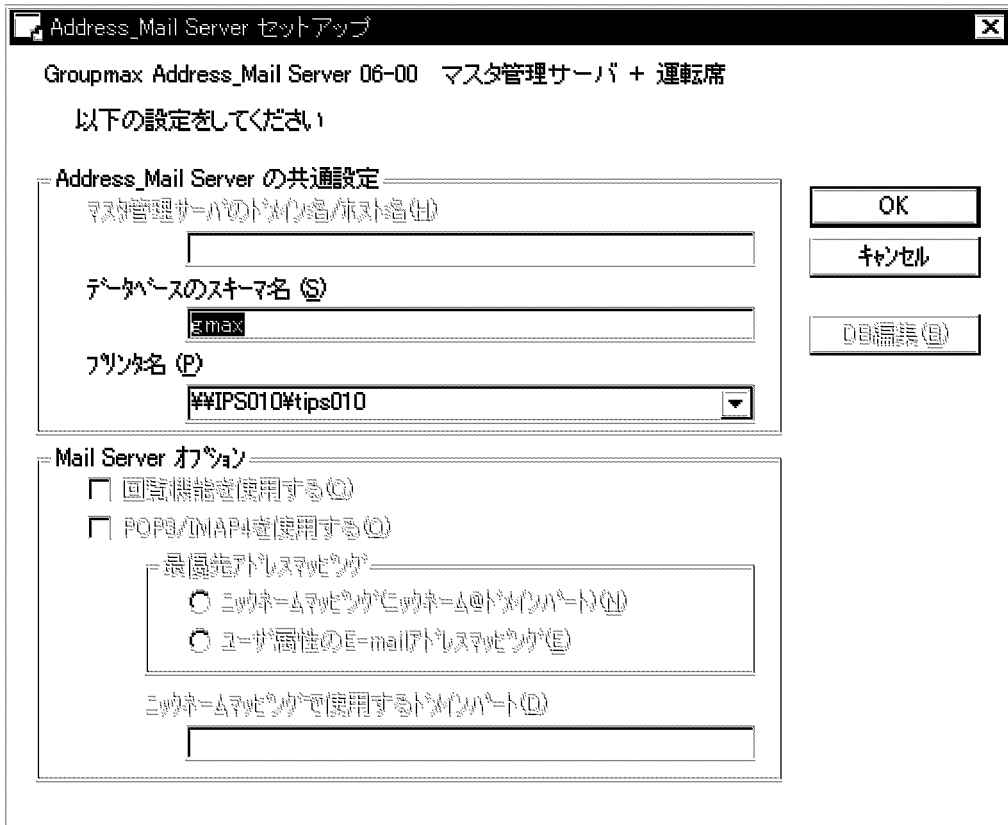 Address_Mail Server セットアップ
Groupmax Address_Mail Server 06-00 マスタ管理サーバ + 運転席
以下の設定をしてください
Address_Mail Server の共通設定
マスタ管理サーバのドメイン名/ホスト名(H)
OK
キャンセル
データベースのスキーマ名 (S)
gmax
DB編集(B)
プリンタ名 (P)
¥¥IPS010¥tips010
Mail Server オプション
回覧機能を使用する(C)
POP3/IMAP4を使用する(O)
最優先アドレスマッピング
ニックネームマッピング(ニックネーム@ドメインパート)(N)
ユーザ属性のE-mailアドレスマッピング(E)
ニックネームマッピングで使用するドメインパート(D)